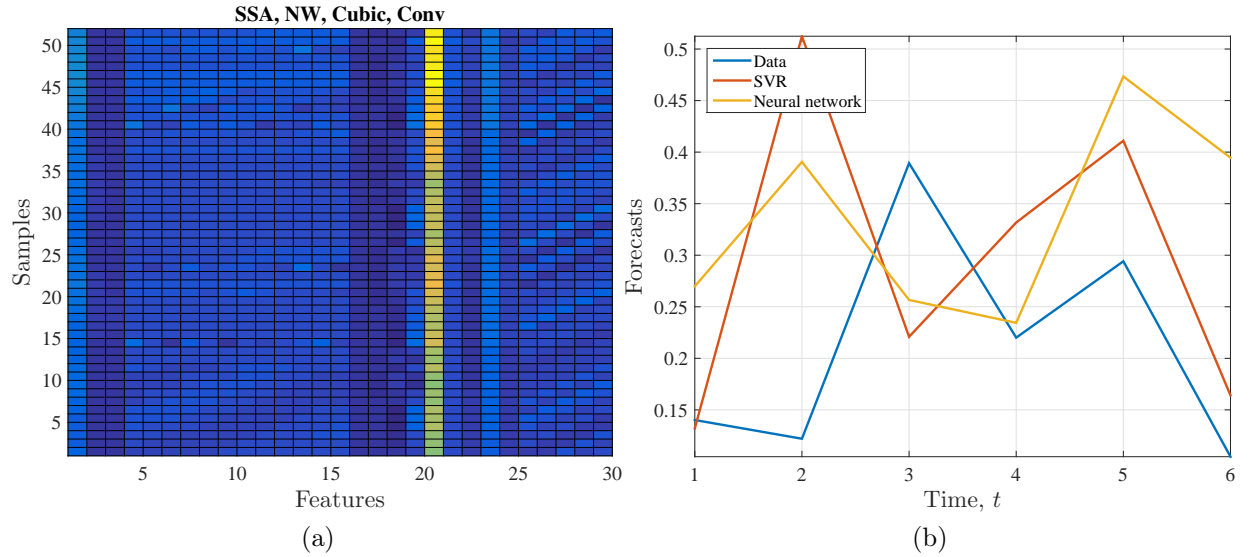 SSA, NW, Cubic, Conv
50
45
40
35
30
25
20
15
10
5
Samples
5 10 15 20 25 30
Features
(a)
Data
SVR
Neural network
0.5
0.45
0.4
0.35
0.3
0.25
0.2
0.15
Forecasts
1 2 3 4 5 6
Time, t
(b)